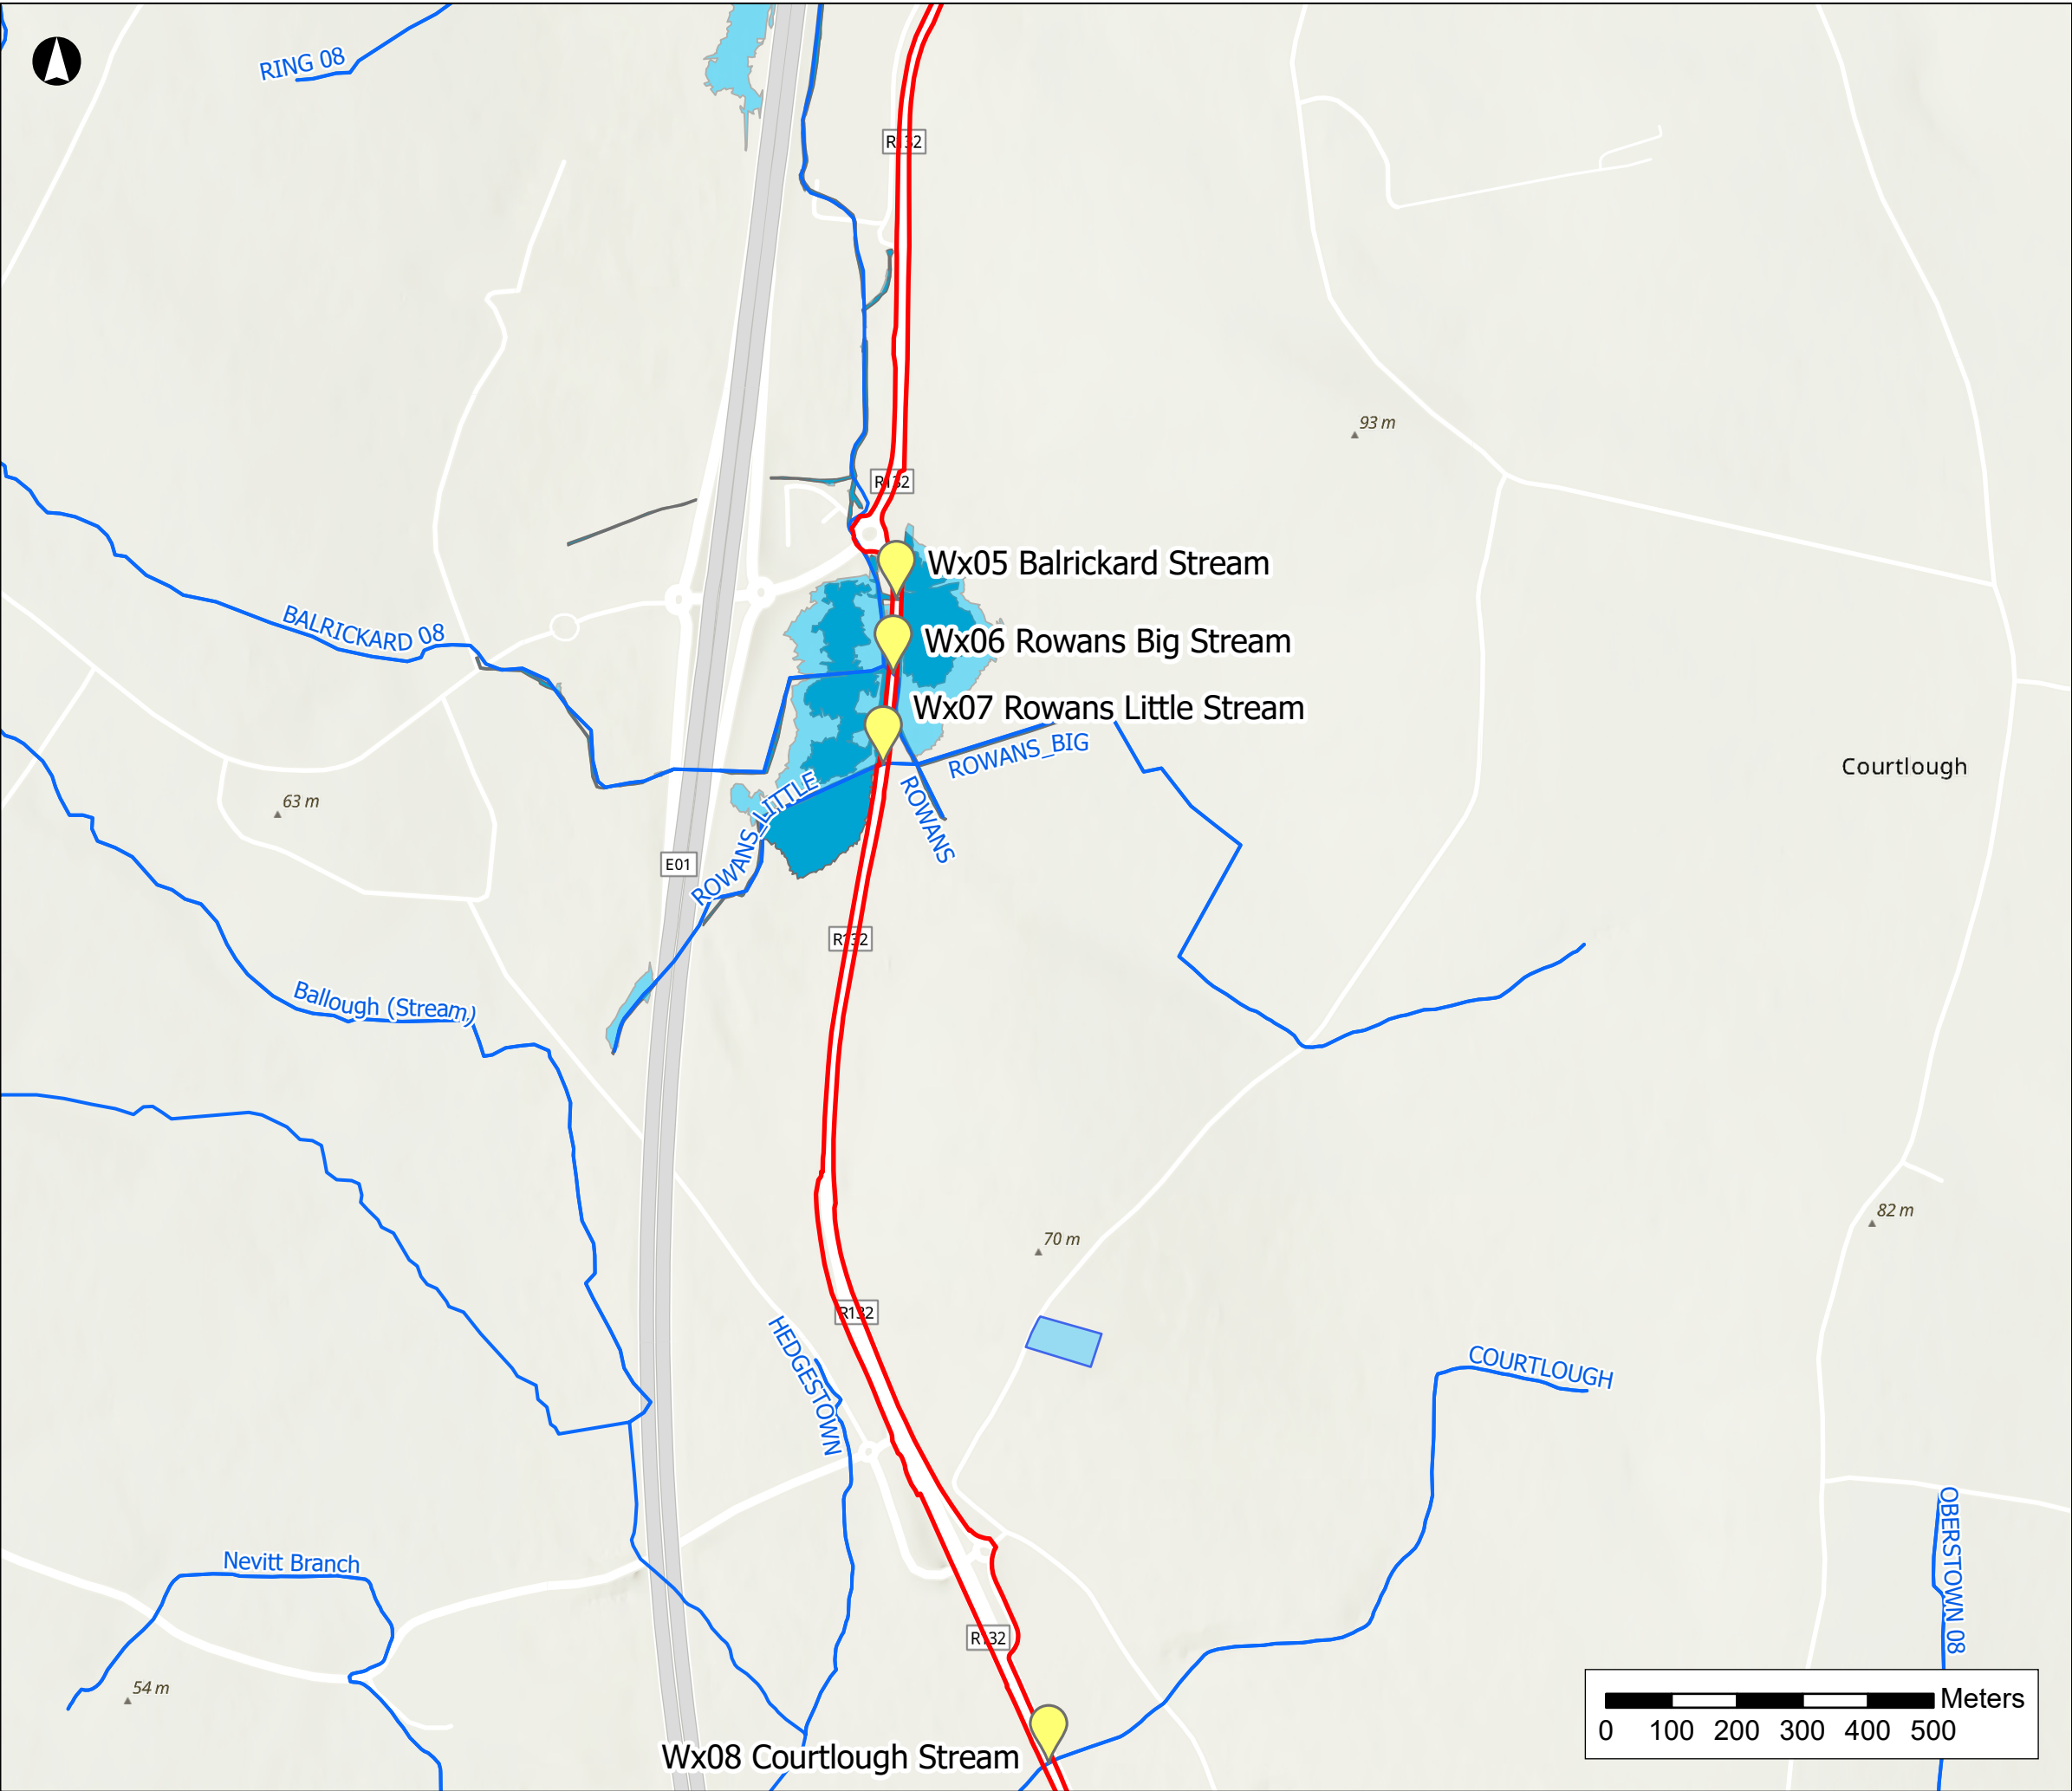 RING 08
R132
93 m
R132
Wx05 Balrickard Stream
BALRICKARD 08
Wx06 Rowans Big Stream
Wx07 Rowans Little Stream
ROWANS_BIG
Courtlough
63 m
ROWANS_LITTLE
ROWANS
E01
R132
Ballough (Stream)
82 m
70 m
R132
HEDGESTOWN
COURTLOUGH
OBERSTOWN 08
Nevitt Branch
R132
54 m
Wx08 Courtlough Stream
Meters
0 100 200 300 400 500